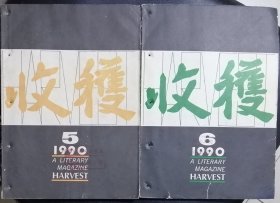 收穫
5
1990
A LITERARY
MAGAZINE
HARVEST
收穫
6
1990
A LITERARY
MAGAZINE
HARVEST